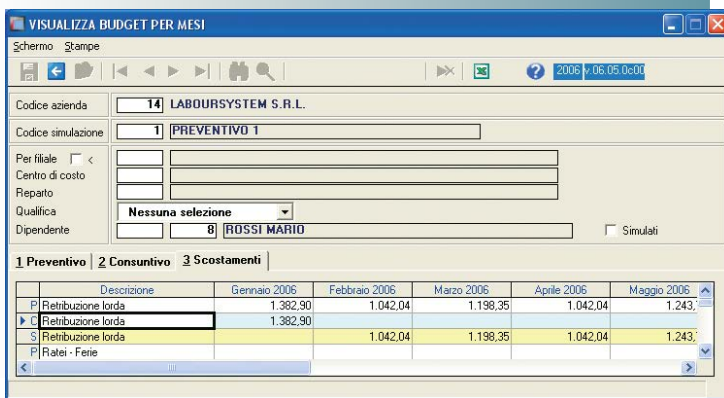 VISUALIZZA BUDGET PER MESI
Schermo Stampe
2006 v.06.05.0c00
Codice azienda 14 LABOURSYSTEM S.R.L.
Codice simulazione 1 PREVENTIVO 1
Per filiale <
Centro di costo
Reparto
Qualifica Nessuna selezione
Dipendente 8 ROSSI MARIO Simulati
1 Preventivo 2 Consuntivo 3 Scostamenti
Descrizione Gennaio 2006 Febbraio 2006 Marzo 2006 Aprile 2006 Maggio 2006
P Retribuzione lorda 1.382,90 1.042,04 1.198,35 1.042,04 1.243,
C Retribuzione lorda 1.382,90
S Retribuzione lorda 1.042,04 1.198,35 1.042,04 1.243,
P Ratei - Ferie